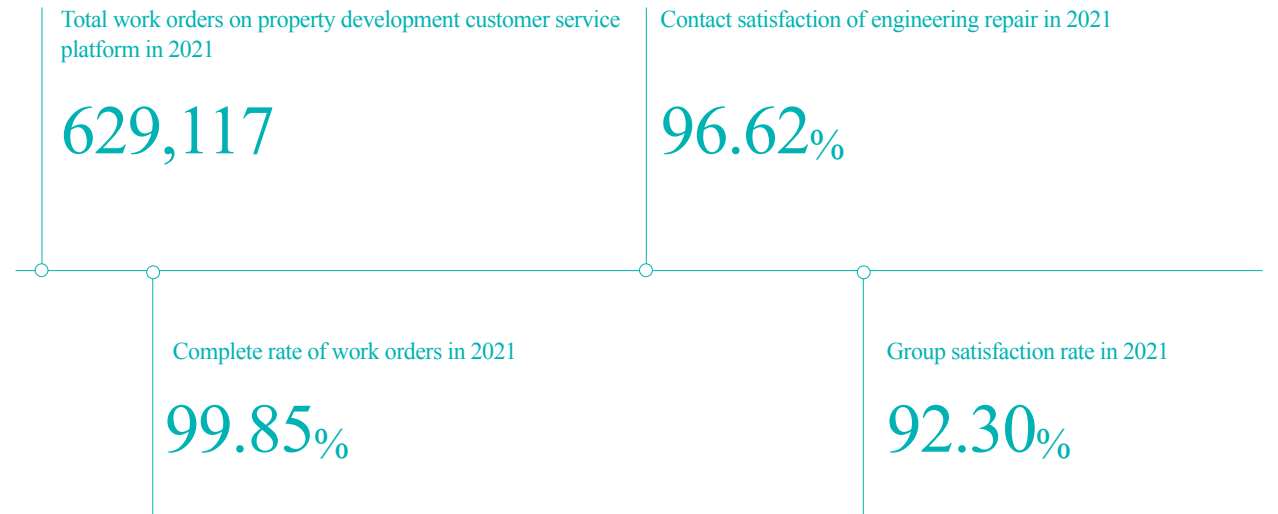 Total work orders on property development customer service
platform in 2021
629,117
Contact satisfaction of engineering repair in 2021
96.62%
Complete rate of work orders in 2021
99.85%
Group satisfaction rate in 2021
92.30%